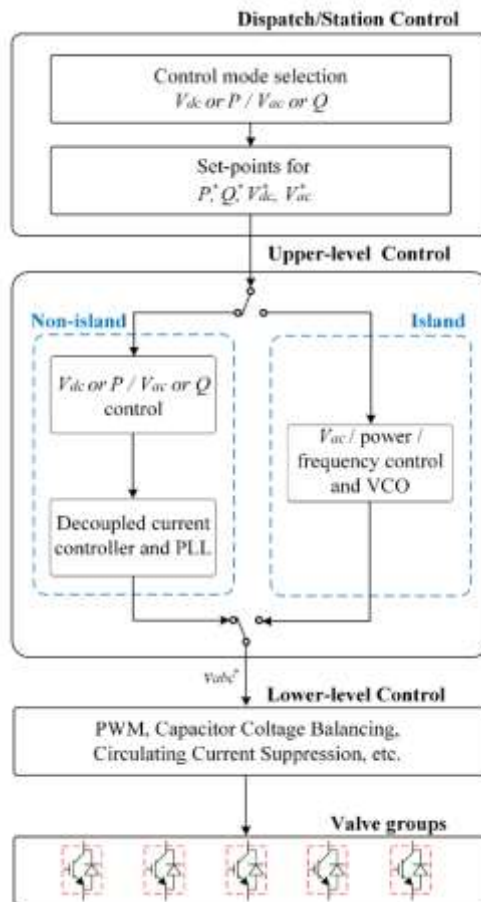 Dispatch/Station Control
Control mode selection
Vdc or P / Vac or Q
Set-points for
P,* Q,* V*dc, V*ac
Upper-level Control
Non-island
Island
Vdc or P / Vac or Q
control
Decoupled current
controller and PLL
Vac / power /
frequency control
and VCO
vabc*
Lower-level Control
PWM, Capacitor Coltage Balancing,
Circulating Current Suppression, etc.
Valve groups